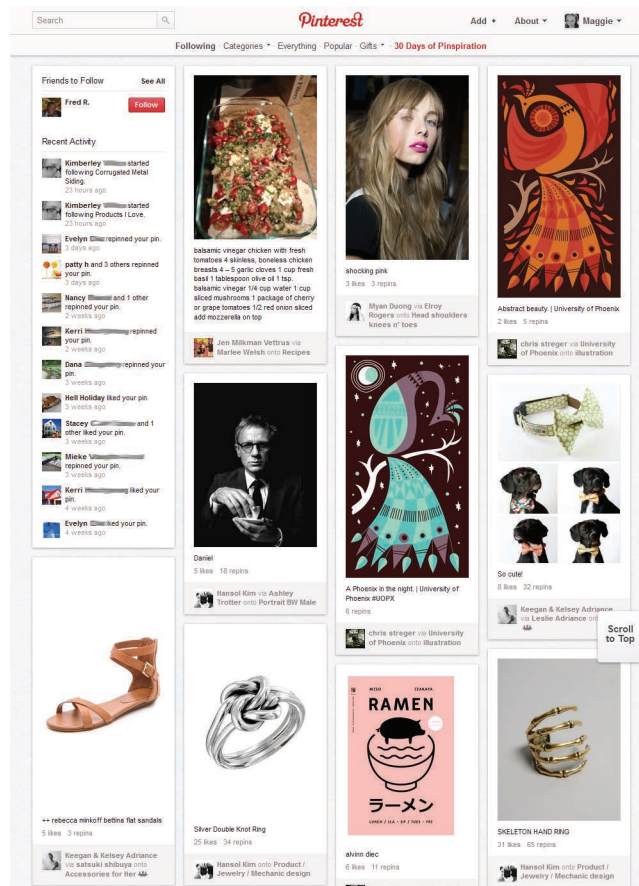 Search
Pinterest
Add +
About
Maggie
Following · Categories · Everything · Popular · Gifts · 30 Days of Pinspiration
Friends to Follow
See All
Fred R.
Follow
Recent Activity
Kimberley started
following Corrugated Metal
Siding.
23 hours ago
Kimberley started
following Products I Love.
23 hours ago
Evelyn repinned your pin.
3 days ago
patty h and 3 others repinned
your pin.
3 days ago
Nancy and 1 other
repinned your pin.
2 weeks ago
Kerri repinned
your pin.
2 weeks ago
Dana repinned your
pin.
3 weeks ago
Hell Holiday liked your pin.
3 weeks ago
Stacey and 1
other liked your pin.
3 weeks ago
Mieke
repinned your pin.
3 weeks ago
Kerri liked your
pin.
4 weeks ago
Evelyn liked your pin.
4 weeks ago
++ rebecca minkoff bettina flat sandals
5 likes 3 repins
Keegan & Kelsey Adriance
via satsuki shibuya onto
Accessories for Her
balsamic vinegar chicken with fresh
tomatoes 4 skinless, boneless chicken
breasts 4 – 5 garlic cloves 1 cup fresh
basil 1 tablespoon olive oil 1 tsp.
balsamic vinegar 1/4 cup water 1 cup
sliced mushrooms 1 package of cherry
or grape tomatoes 1/2 red onion sliced
add mozzerella on top
Jen Milkman Vettrus via
Marlee Welsh onto Recipes
Daniel
5 likes 18 repins
Hansol Kim via Ashley
Trotter onto Portrait BW Male
Silver Double Knot Ring
25 likes 34 repins
Hansol Kim onto Product /
Jewelry / Mechanic design
shocking pink
3 likes 3 repins
Myan Duong via Elroy
Rogers onto Head shoulders
knees n' toes
A Phoenix in the night. | University of
Phoenix #UOPX
6 repins
chris streger via University
of Phoenix onto illustration
MISO
IZAKAYA
RAMEN
ラーメン
alvinn diec
6 likes 11 repins
Abstract beauty. | University of Phoenix
2 likes 5 repins
chris streger via University
of Phoenix onto illustration
So cute!
8 likes 32 repins
Keegan & Kelsey Adriance
via Leslie Adriance
Scroll
to Top
SKELETON HAND RING
31 likes 65 repins
Hansol Kim onto Product /
Jewelry / Mechanic design